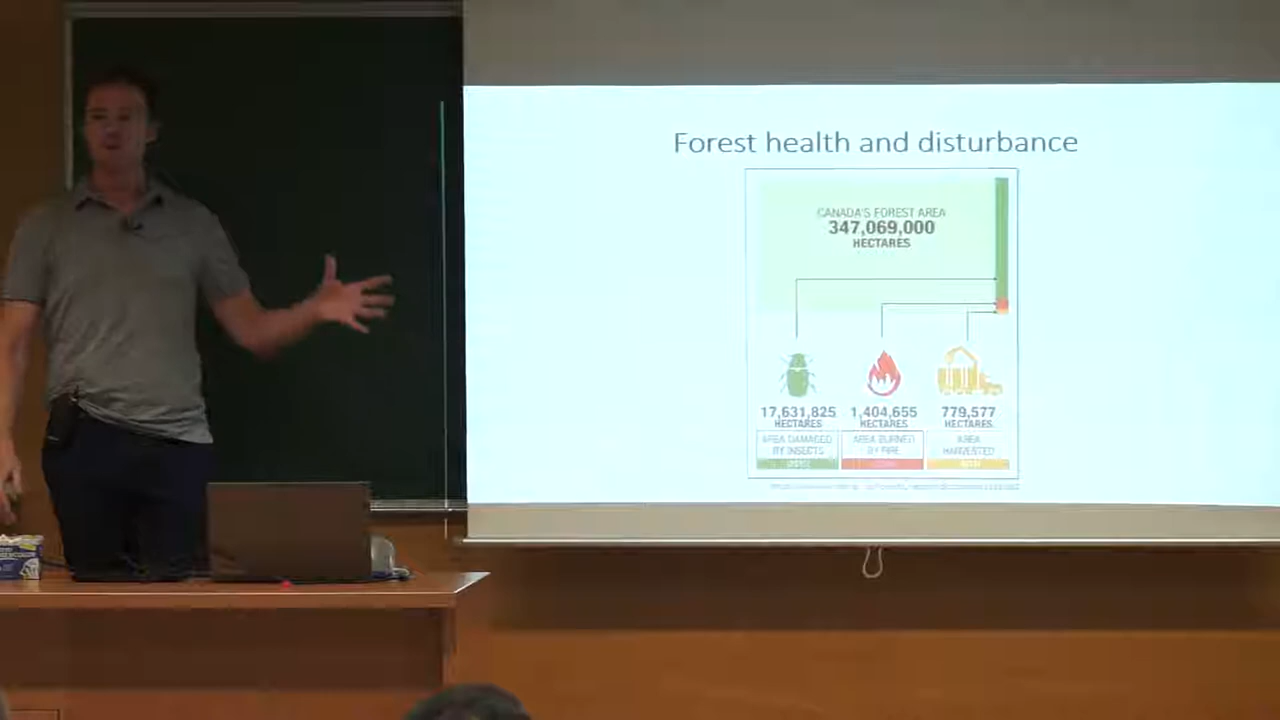 Forest health and disturbance
CANADA'S FOREST AREA
347,069,000
HECTARES
17,631,825
HECTARES
AREA DAMAGED
BY INSECTS
1,404,655
HECTARES
AREA BURNED
BY FIRE
779,577
HECTARES
AREA
HARVESTED